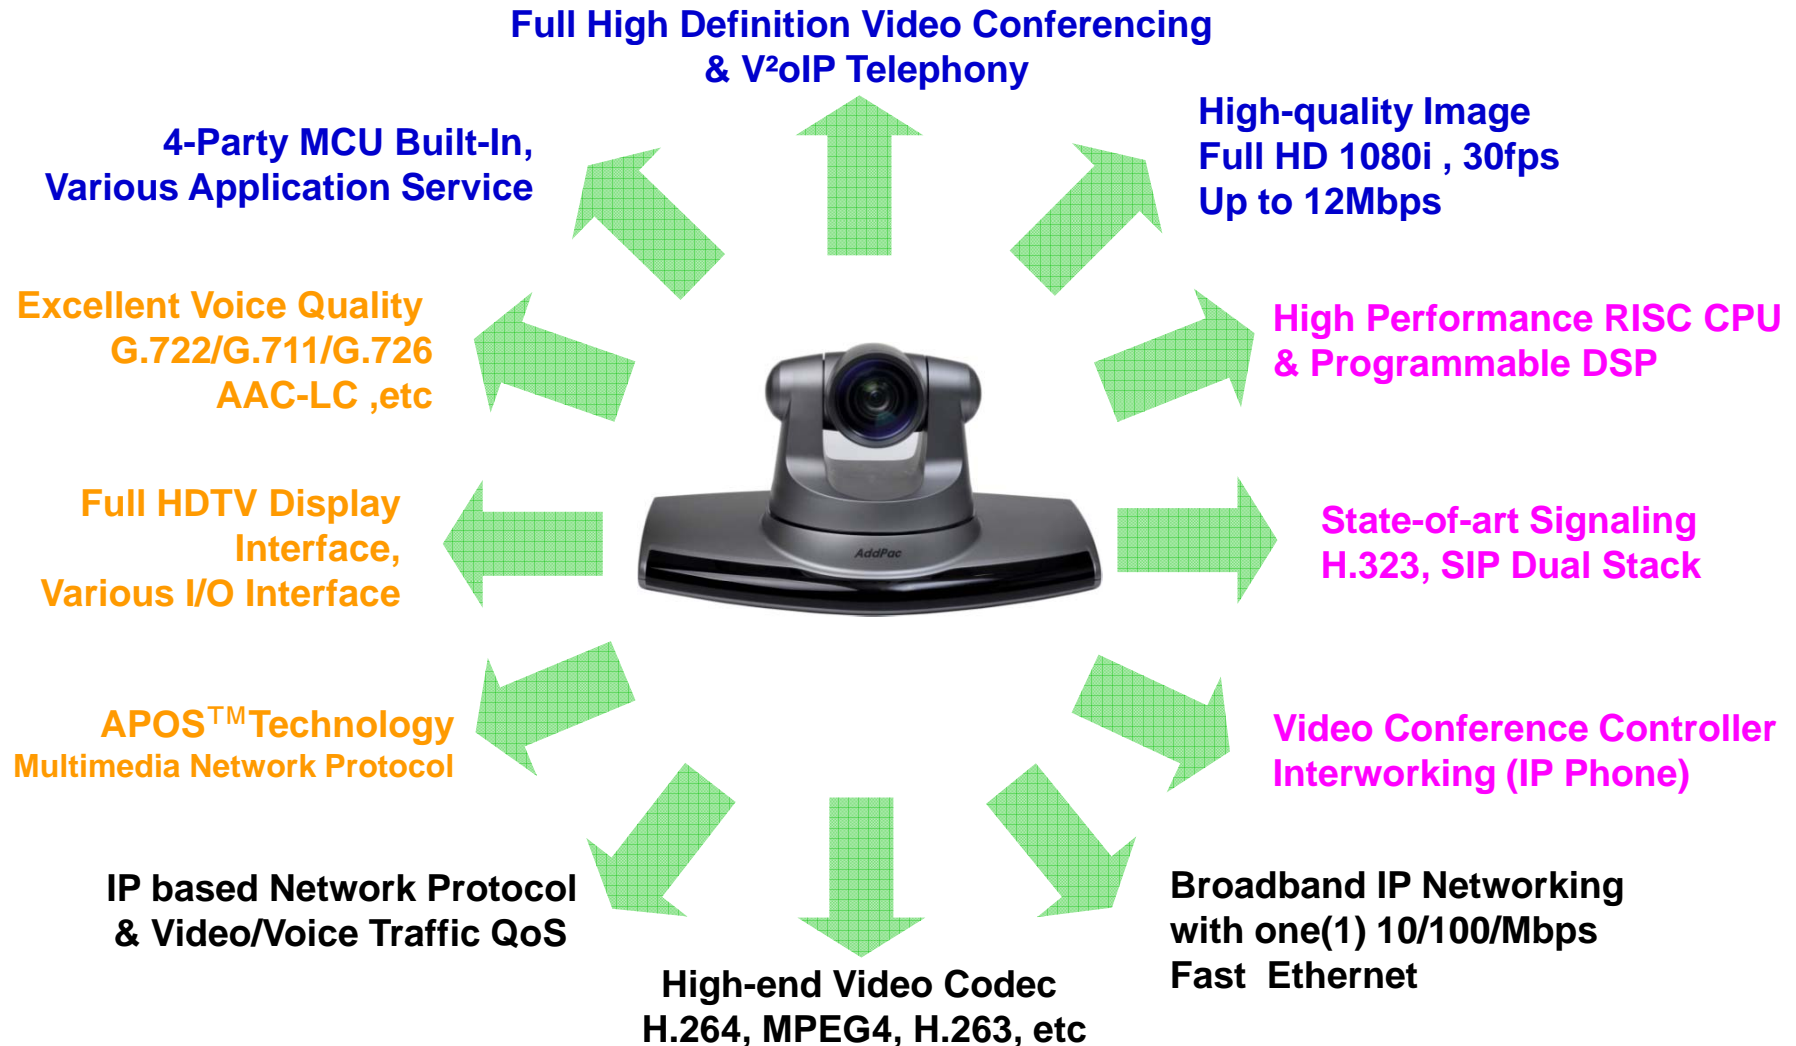 Full High Definition Video Conferencing
& V²oIP Telephony
4-Party MCU Built-In,
Various Application Service
High-quality Image
Full HD 1080i , 30fps
Up to 12Mbps
Excellent Voice Quality
G.722/G.711/G.726
AAC-LC ,etc
High Performance RISC CPU
& Programmable DSP
Full HDTV Display
Interface,
Various I/O Interface
AddPac
State-of-art Signaling
H.323, SIP Dual Stack
APOS™Technology
Multimedia Network Protocol
Video Conference Controller
Interworking (IP Phone)
IP based Network Protocol
& Video/Voice Traffic QoS
Broadband IP Networking
with one(1) 10/100/Mbps
Fast  Ethernet
High-end Video Codec
H.264, MPEG4, H.263, etc